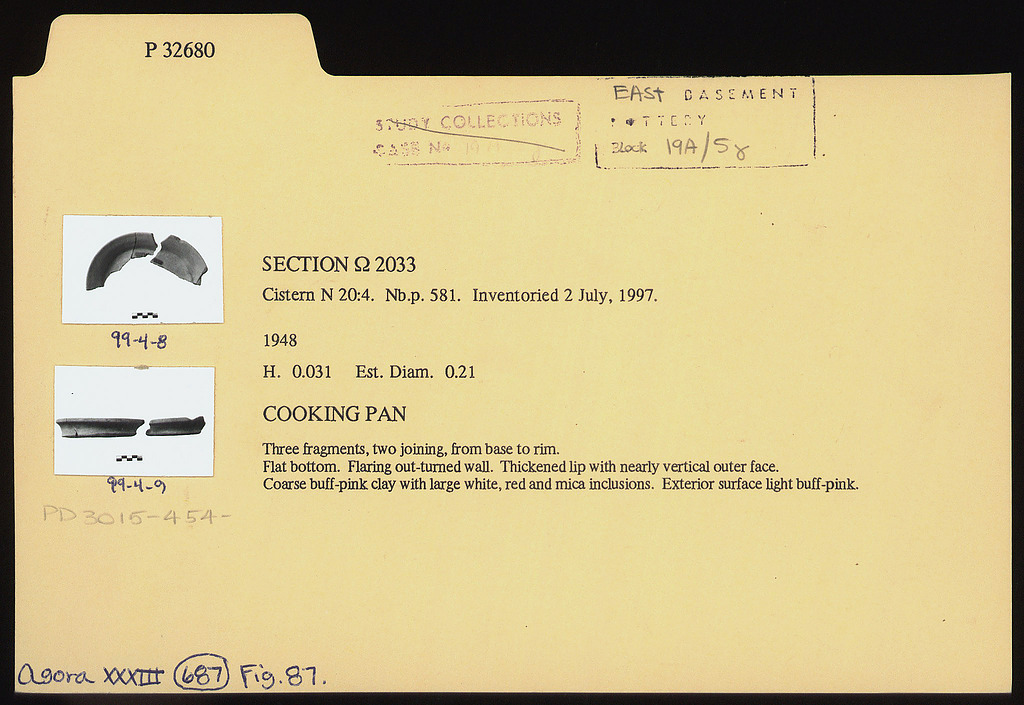 P 32680
EAST BASEMENT
POTTERY
Block 19A/5γ
STUDY COLLECTIONS
CASE No
SECTION Ω 2033
Cistern N 20:4. Nb.p. 581. Inventoried 2 July, 1997.
99-4-8
1948
H. 0.031 Est. Diam. 0.21
COOKING PAN
Three fragments, two joining, from base to rim.
Flat bottom. Flaring out-turned wall. Thickened lip with nearly vertical outer face.
Coarse buff-pink clay with large white, red and mica inclusions. Exterior surface light buff-pink.
99-4-9
PD 3015-454-
Agora XXXIII 687 Fig. 87.